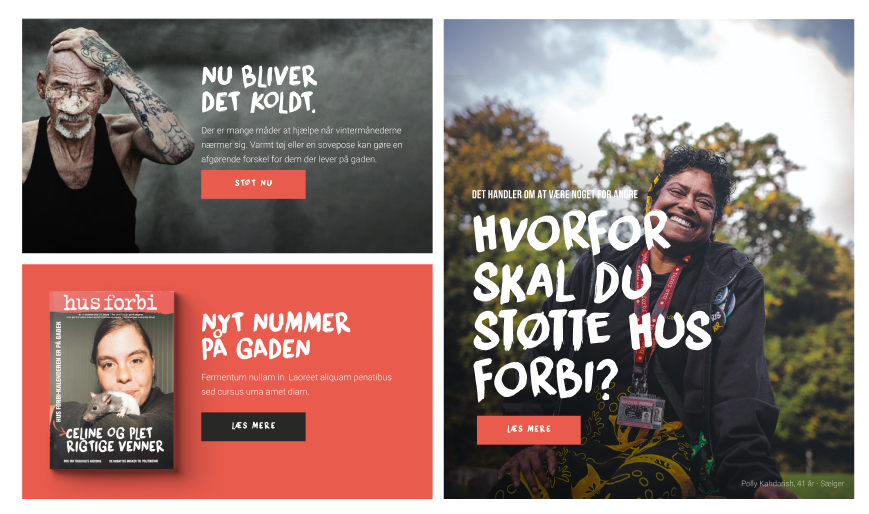 NU BLIVER
DET KOLDT.
Der er mange måder at hjælpe når vintermånederne
nærmer sig. Varmt tøj eller en sovepose kan gøre en
afgørende forskel for dem der lever på gaden.
STØT NU
hus forbi
HUS FORBI-KALENDEREN ER PÅ GADEN
CELINE OG PLET
RIGTIGE VENNER
NYT NUMMER
PÅ GADEN
Fermentum nullam in. Laoreet aliquam penatibus
sed cursus urna amet diam.
LÆS MERE
DET HANDLER OM AT VÆRE NOGET FOR ANDRE
HVORFOR
SKAL DU
STØTTE HUS
FORBI?
LÆS MERE
Polly Kahdarish, 41 år - Sælger